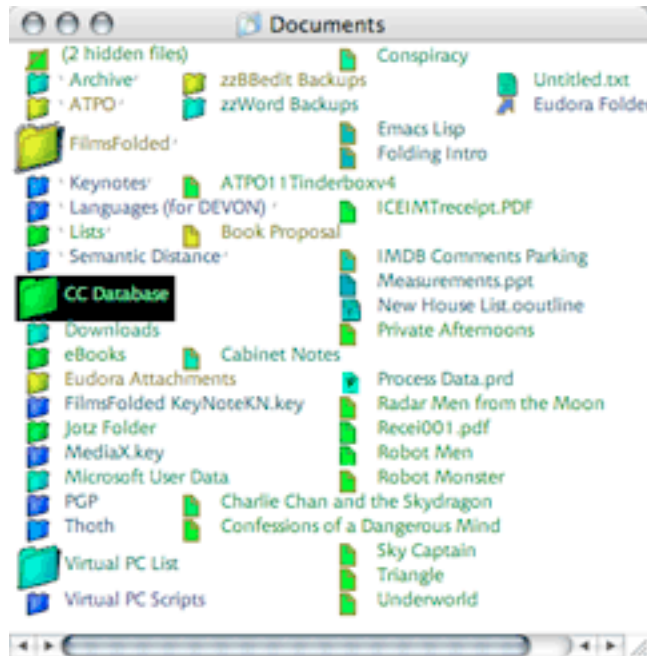 Documents
(2 hidden files) Conspiracy
' Archive' zzBBedit Backups Untitled.txt
' ATPO ' zzWord Backups Eudora Folde
FilmsFolded ' Emacs Lisp
Folding Intro
' Keynotes' ATPO11Tinderboxv4
' Languages (for DEVON) ' ICEIMTreceipt.PDF
' Lists' Book Proposal
' Semantic Distance' IMDB Comments Parking
Measurements.ppt
CC Database New House List.ooutline
Downloads Private Afternoons
eBooks Cabinet Notes
Eudora Attachments Process Data.prd
FilmsFolded KeyNoteKN.key Radar Men from the Moon
Jotz Folder Recei001.pdf
MediaX.key Robot Men
Microsoft User Data Robot Monster
PGP Charlie Chan and the Skydragon
Thoth Confessions of a Dangerous Mind
Sky Captain
Virtual PC List Triangle
Virtual PC Scripts Underworld